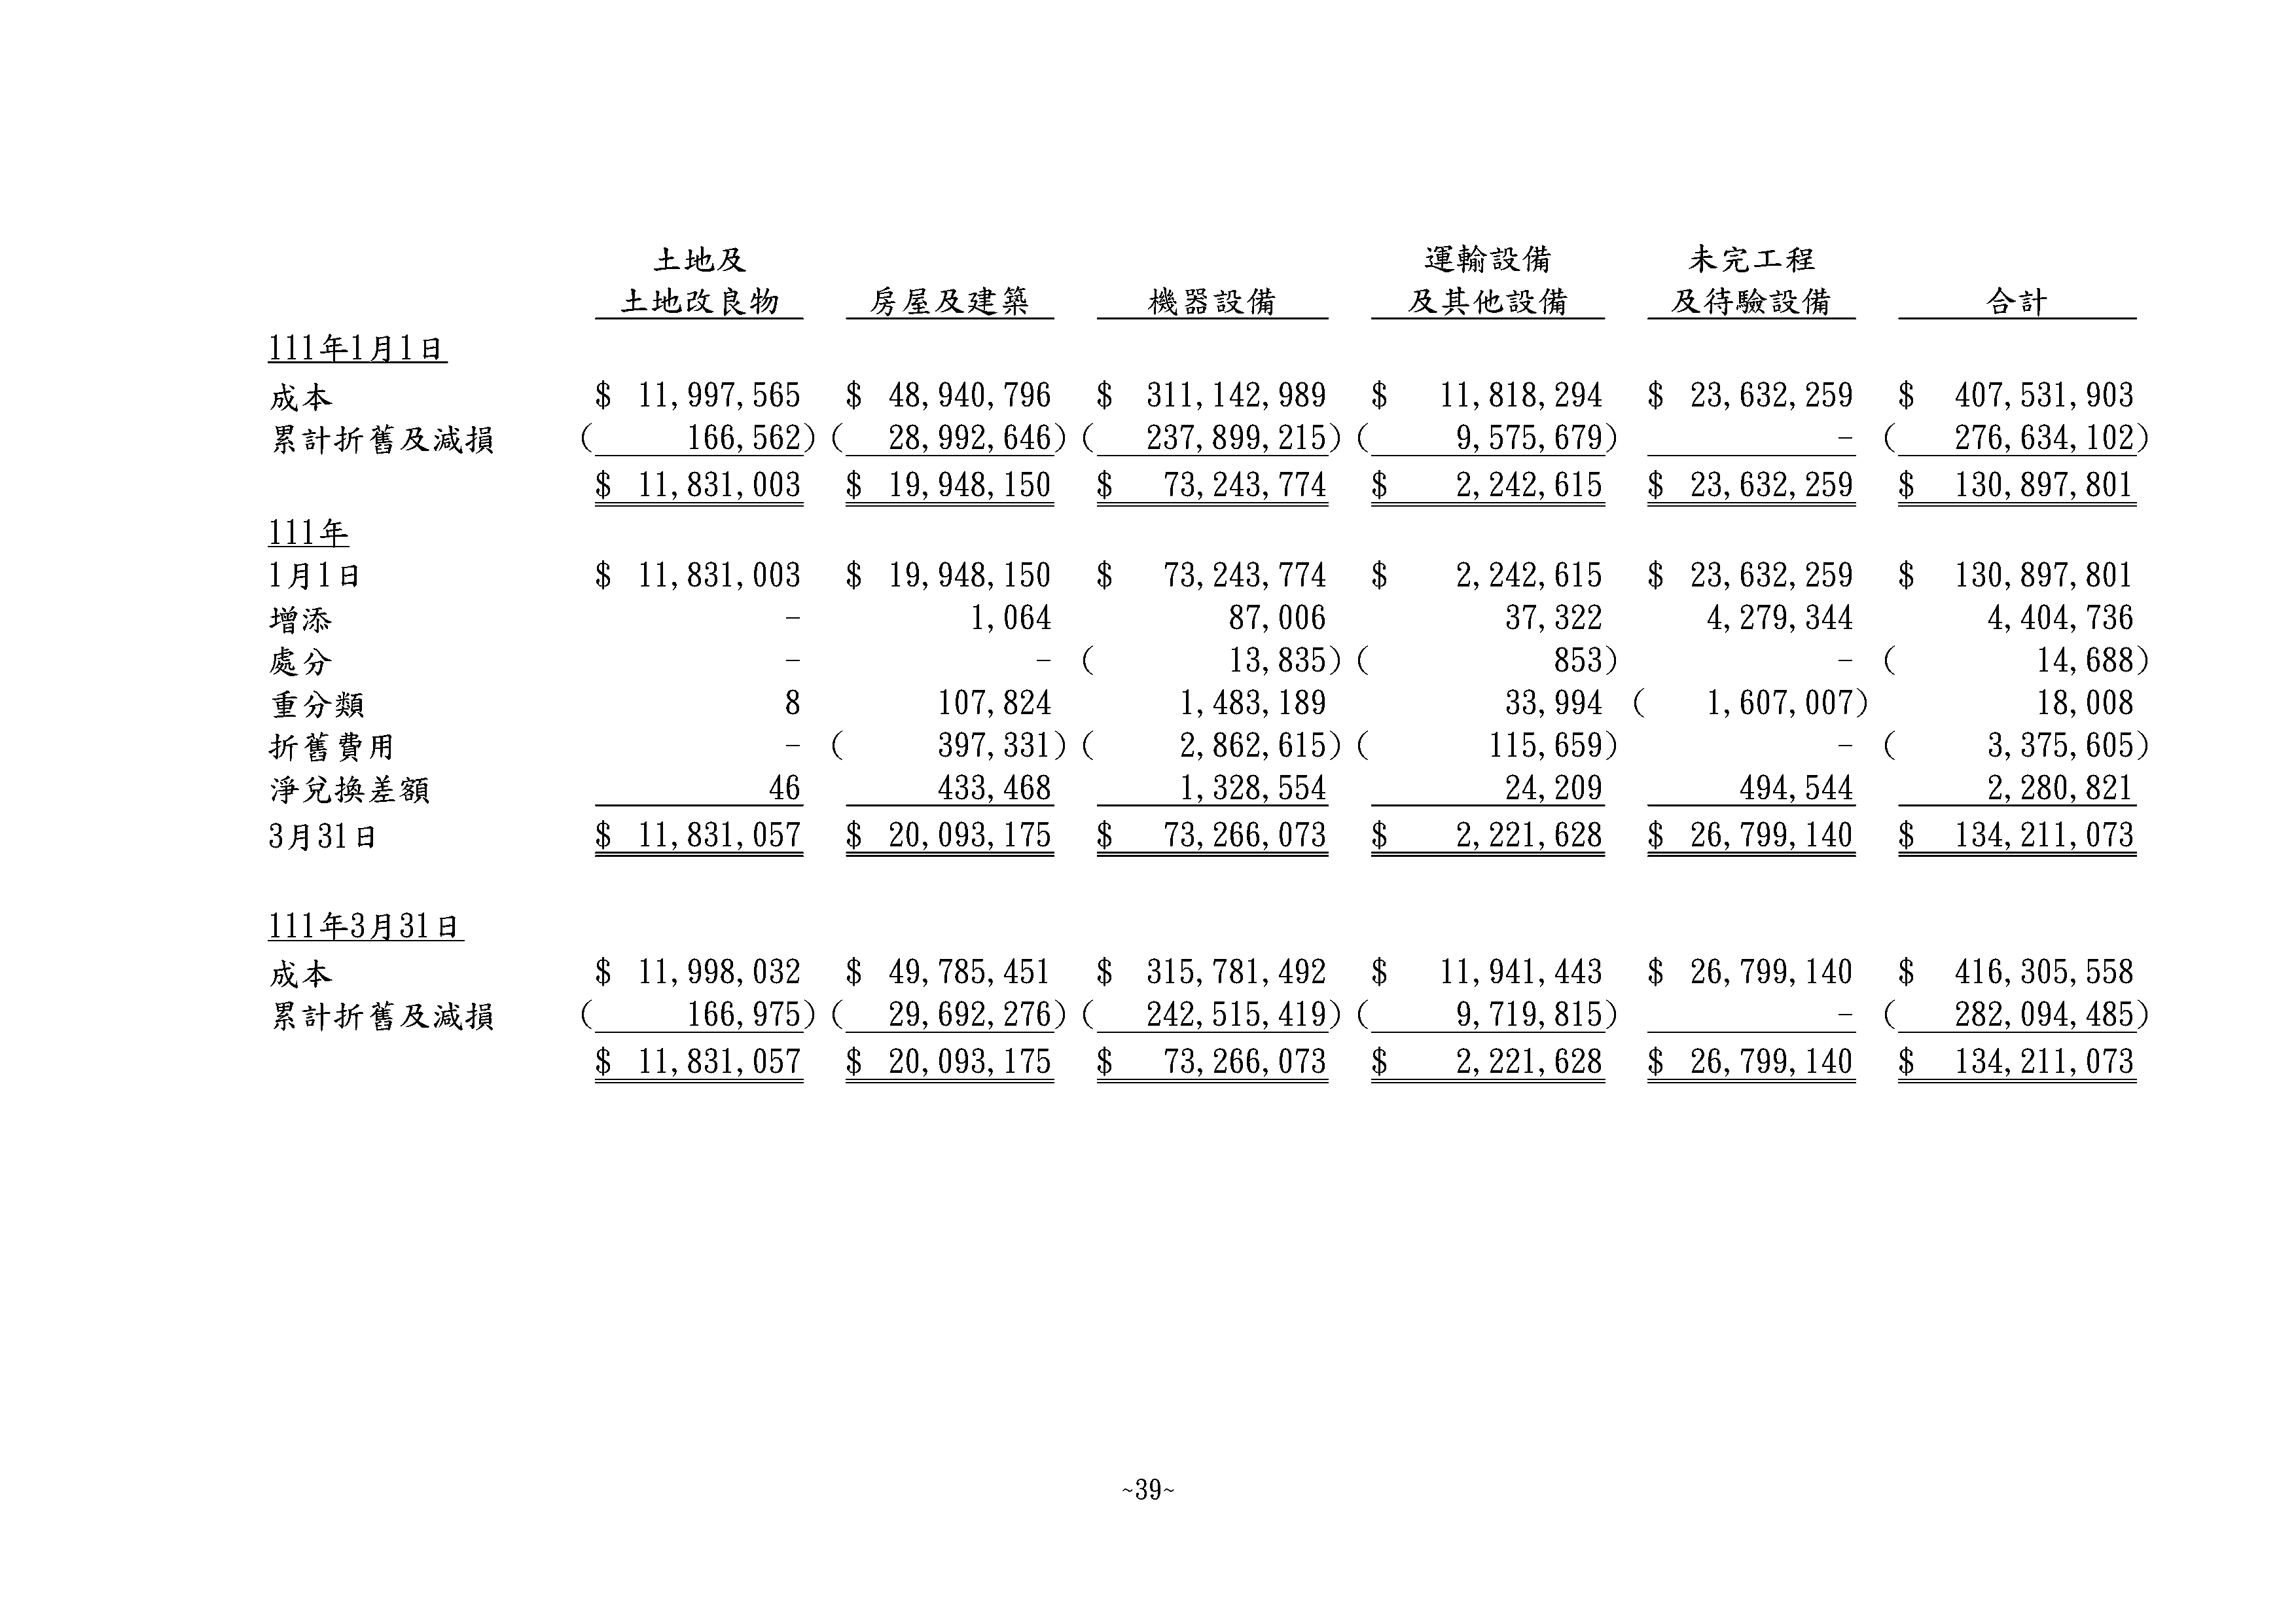 土地及 運輸設備 未完工程
土地改良物 房屋及建築 機器設備 及其他設備 及待驗設備 合計
111年1月1日
成本 $ 11,997,565 $ 48,940,796 $ 311,142,989 $ 11,818,294 $ 23,632,259 $ 407,531,903
累計折舊及減損 ( 166,562) ( 28,992,646) ( 237,899,215) ( 9,575,679) - ( 276,634,102)
$ 11,831,003 $ 19,948,150 $ 73,243,774 $ 2,242,615 $ 23,632,259 $ 130,897,801
111年
1月1日 $ 11,831,003 $ 19,948,150 $ 73,243,774 $ 2,242,615 $ 23,632,259 $ 130,897,801
增添 - 1,064 87,006 37,322 4,279,344 4,404,736
處分 - - ( 13,835) ( 853) - ( 14,688)
重分類 8 107,824 1,483,189 33,994 ( 1,607,007) 18,008
折舊費用 - ( 397,331) ( 2,862,615) ( 115,659) - ( 3,375,605)
淨兌換差額 46 433,468 1,328,554 24,209 494,544 2,280,821
3月31日 $ 11,831,057 $ 20,093,175 $ 73,266,073 $ 2,221,628 $ 26,799,140 $ 134,211,073
111年3月31日
成本 $ 11,998,032 $ 49,785,451 $ 315,781,492 $ 11,941,443 $ 26,799,140 $ 416,305,558
累計折舊及減損 ( 166,975) ( 29,692,276) ( 242,515,419) ( 9,719,815) - ( 282,094,485)
$ 11,831,057 $ 20,093,175 $ 73,266,073 $ 2,221,628 $ 26,799,140 $ 134,211,073
~39~